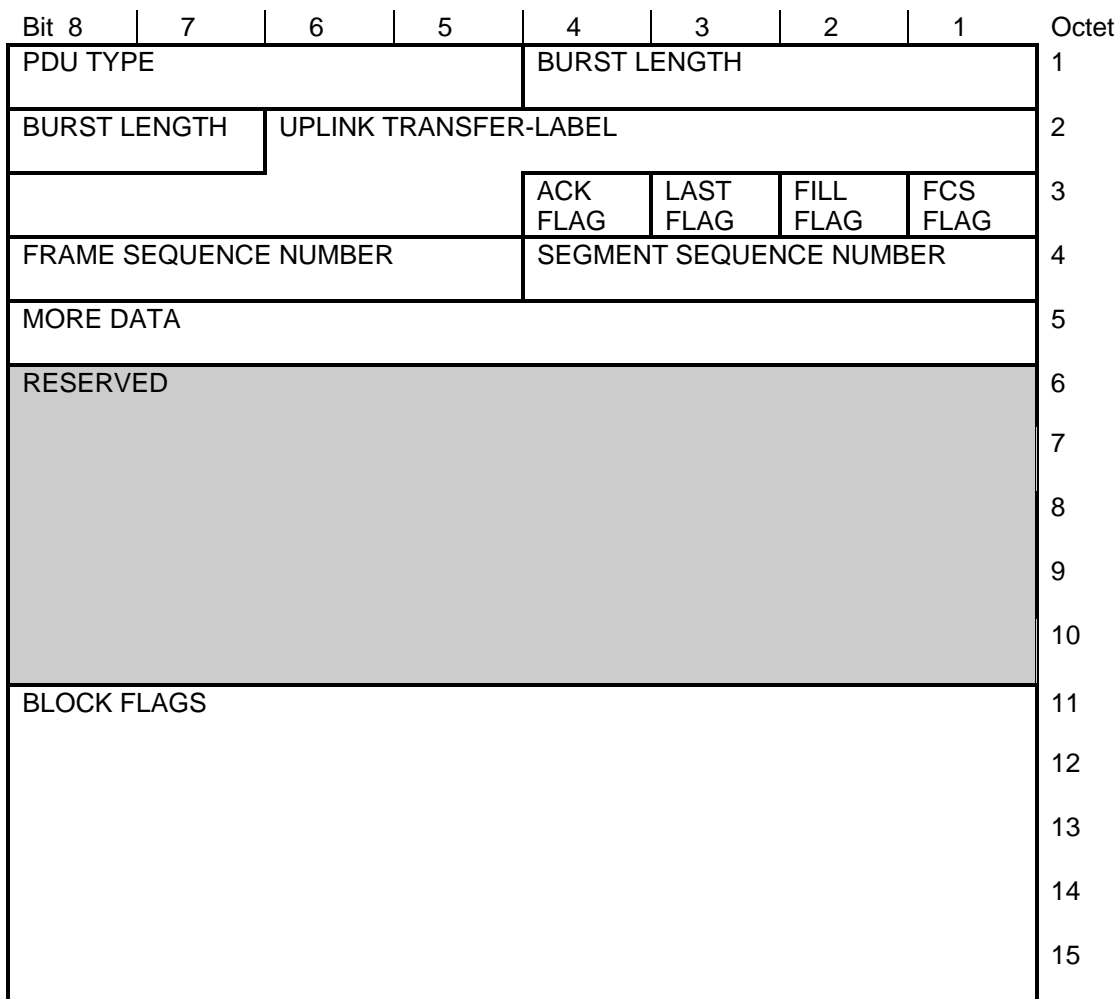 Bit 8 7 6 5 4 3 2 1 Octet
PDU TYPE BURST LENGTH 1
BURST LENGTH UPLINK TRANSFER-LABEL 2
ACK FLAG LAST FLAG FILL FLAG FCS FLAG 3
FRAME SEQUENCE NUMBER SEGMENT SEQUENCE NUMBER 4
MORE DATA 5
RESERVED 6
7
8
9
10
BLOCK FLAGS 11
12
13
14
15